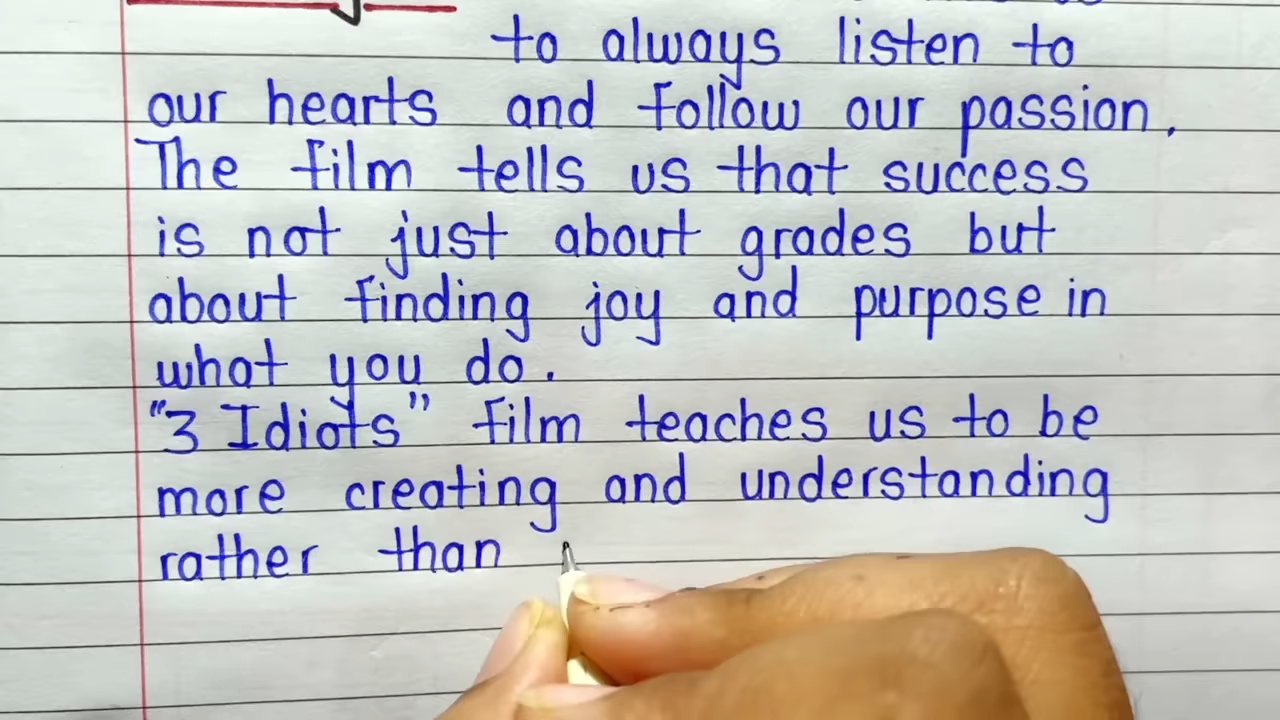 to always listen to
our hearts and follow our passion.
The film tells us that success
is not just about grades but
about finding joy and purpose in
what you do.
"3 Idiots" film teaches us to be
more creating and understanding
rather than